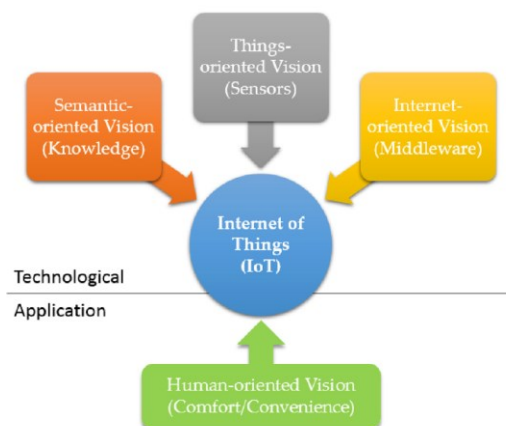 Things-
oriented Vision
(Sensors)
Semantic-
oriented Vision
(Knowledge)
Internet-
oriented Vision
(Middleware)
Internet of
Things
(IoT)
Technological
Application
Human-oriented Vision
(Comfort/Convenience)